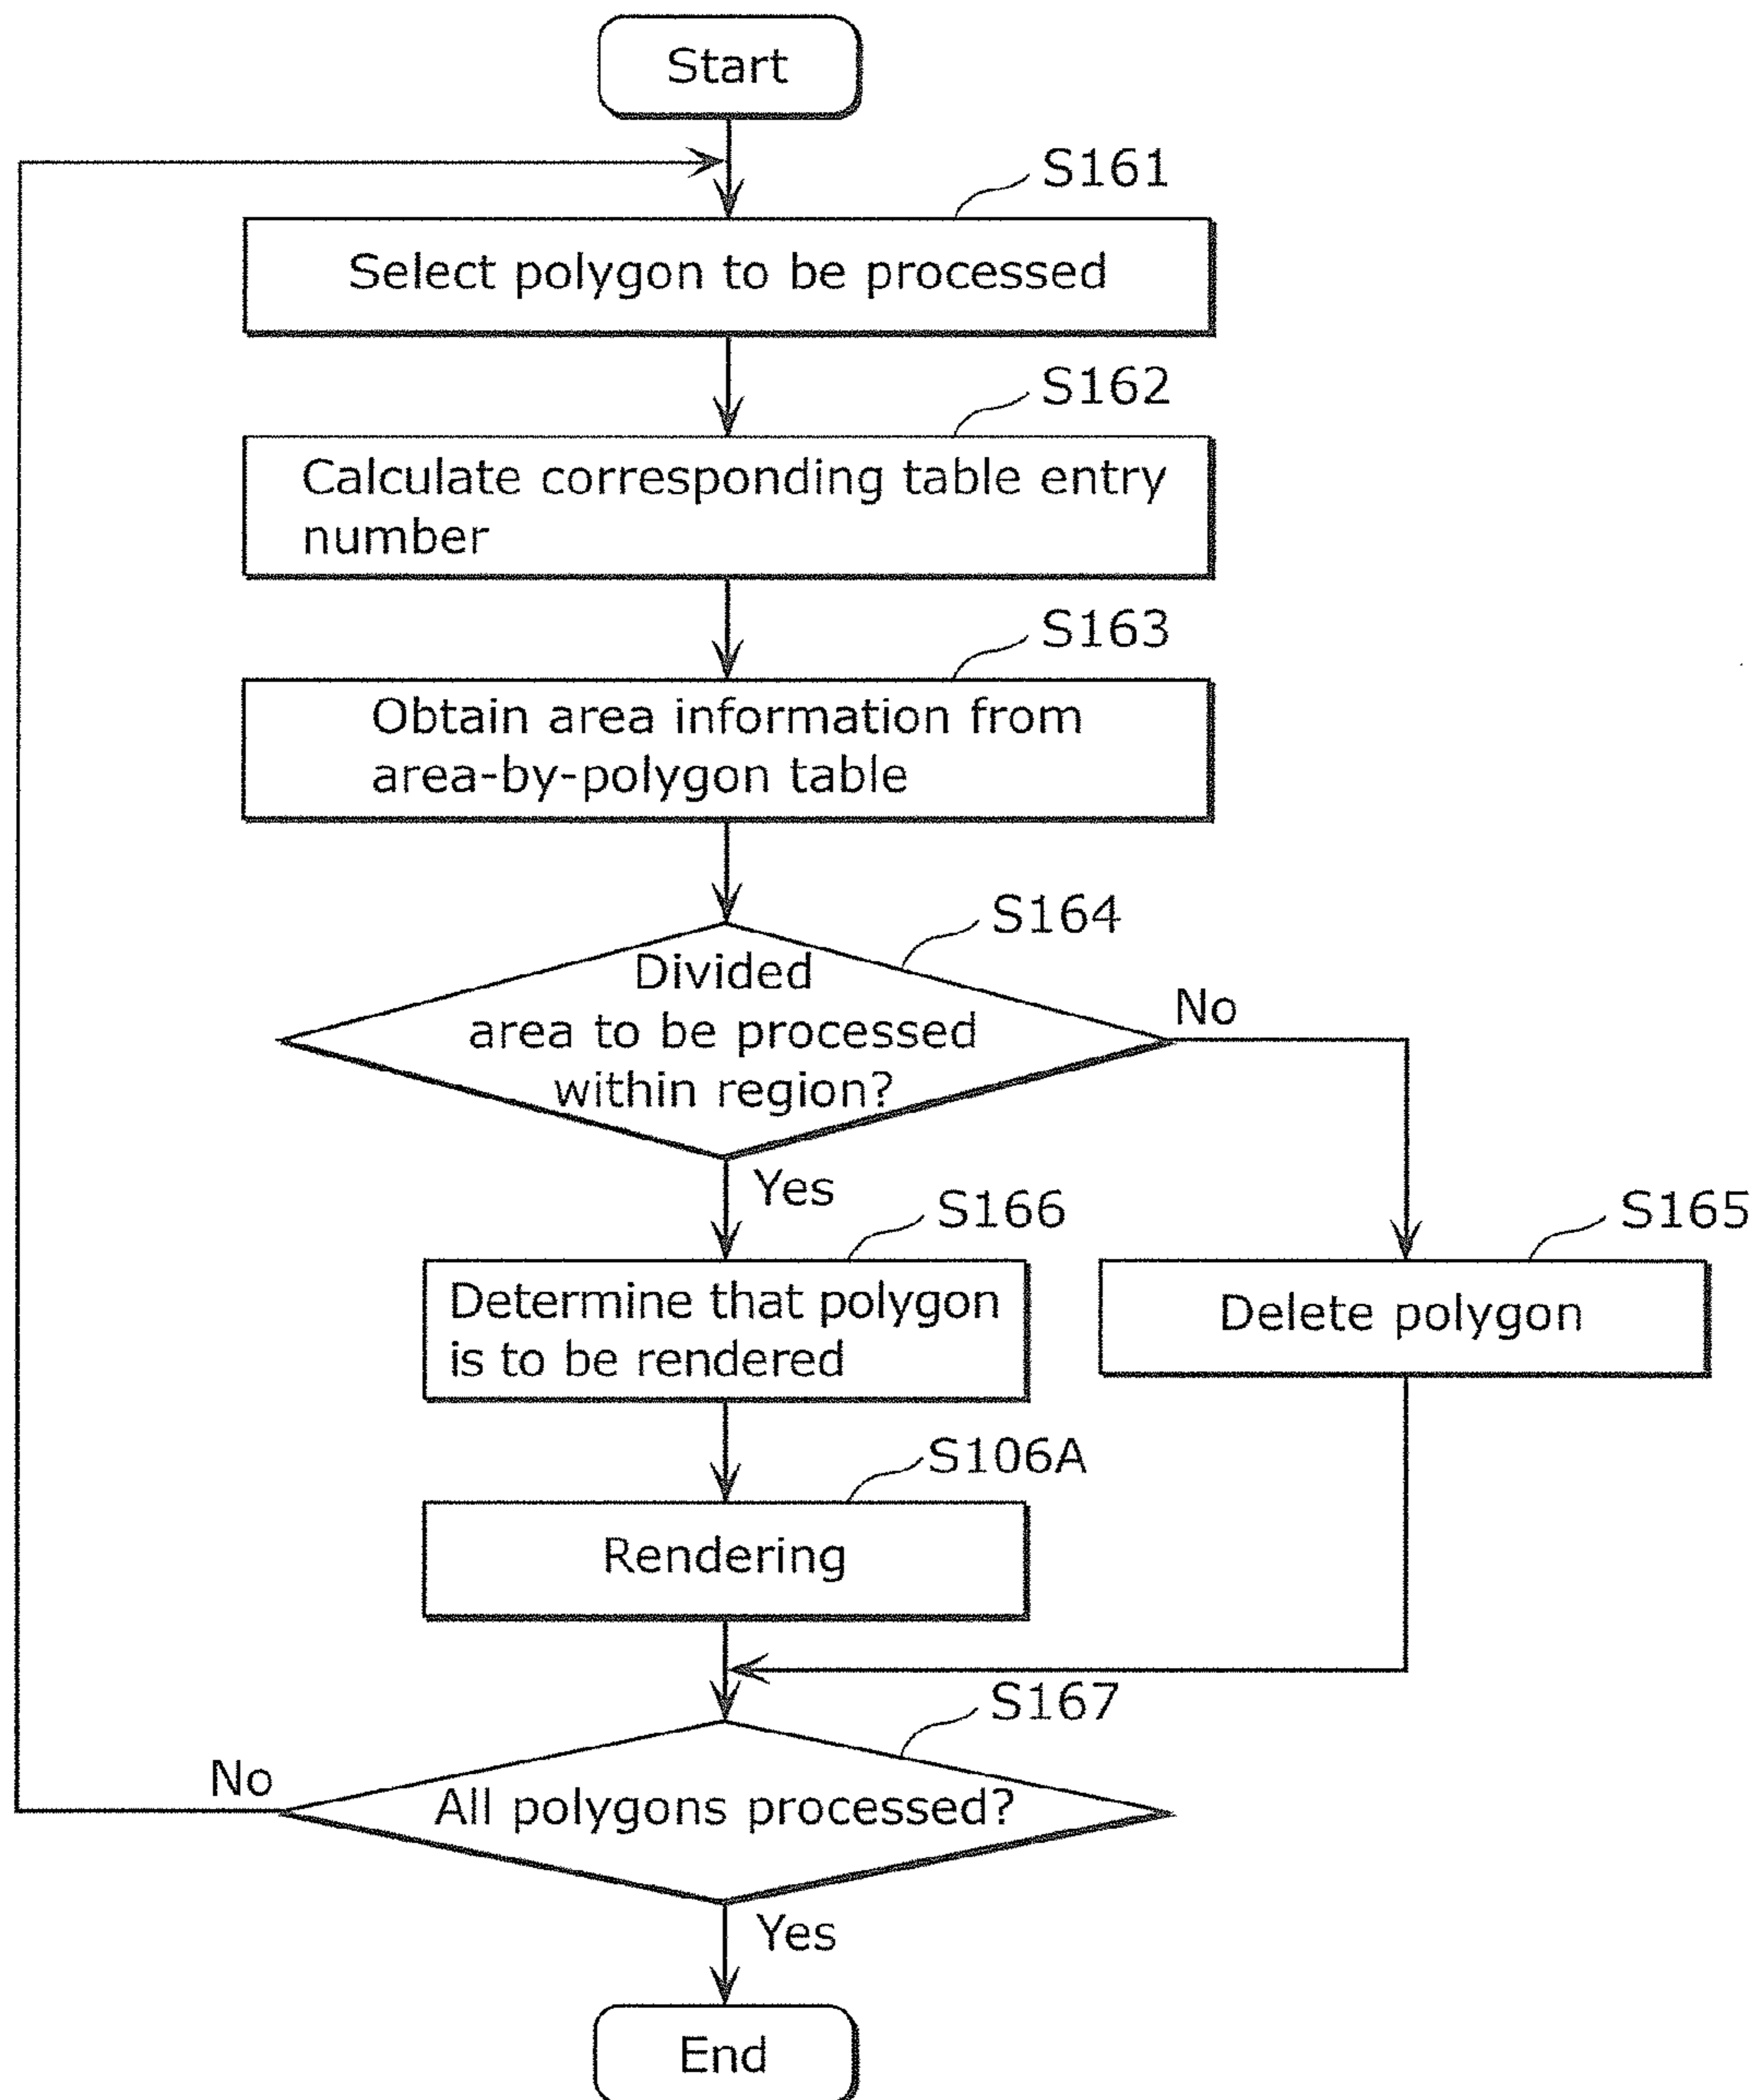 Start
S161
Select polygon to be processed
S162
Calculate corresponding table entry
number
S163
Obtain area information from
area-by-polygon table
S164
Divided
area to be processed
within region?
No
Yes
S166
Determine that polygon
is to be rendered
S165
Delete polygon
S106A
Rendering
S167
All polygons processed?
No
Yes
End